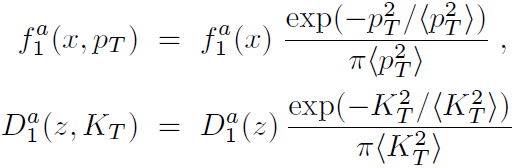 f_1^a(x, p_T) = f_1^a(x) \frac{\exp(-p_T^2/\langle p_T^2 \rangle)}{\pi \langle p_T^2 \rangle} ,
D_1^a(z, K_T) = D_1^a(z) \frac{\exp(-K_T^2/\langle K_T^2 \rangle)}{\pi \langle K_T^2 \rangle}